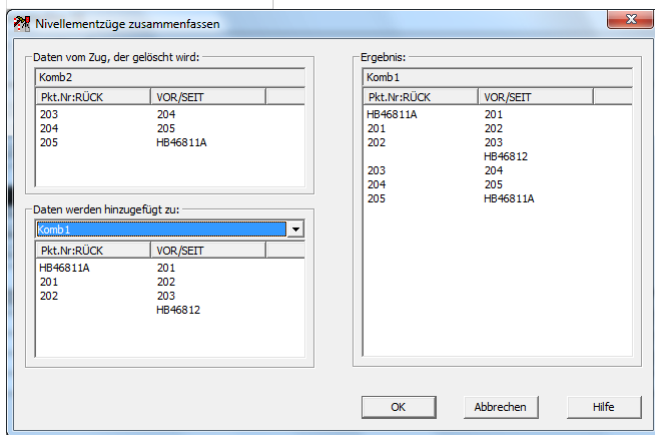 Nivellementzüge zusammenfassen
Daten vom Zug, der gelöscht wird:
Komb2
Pkt.Nr:RÜCK VOR/SEIT
203 204
204 205
205 HB46811A
Daten werden hinzugefügt zu:
Komb1
Pkt.Nr:RÜCK VOR/SEIT
HB46811A 201
201 202
202 203
HB46812
Ergebnis:
Komb1
Pkt.Nr:RÜCK VOR/SEIT
HB46811A 201
201 202
202 203
HB46812
203 204
204 205
205 HB46811A
OK Abbrechen Hilfe